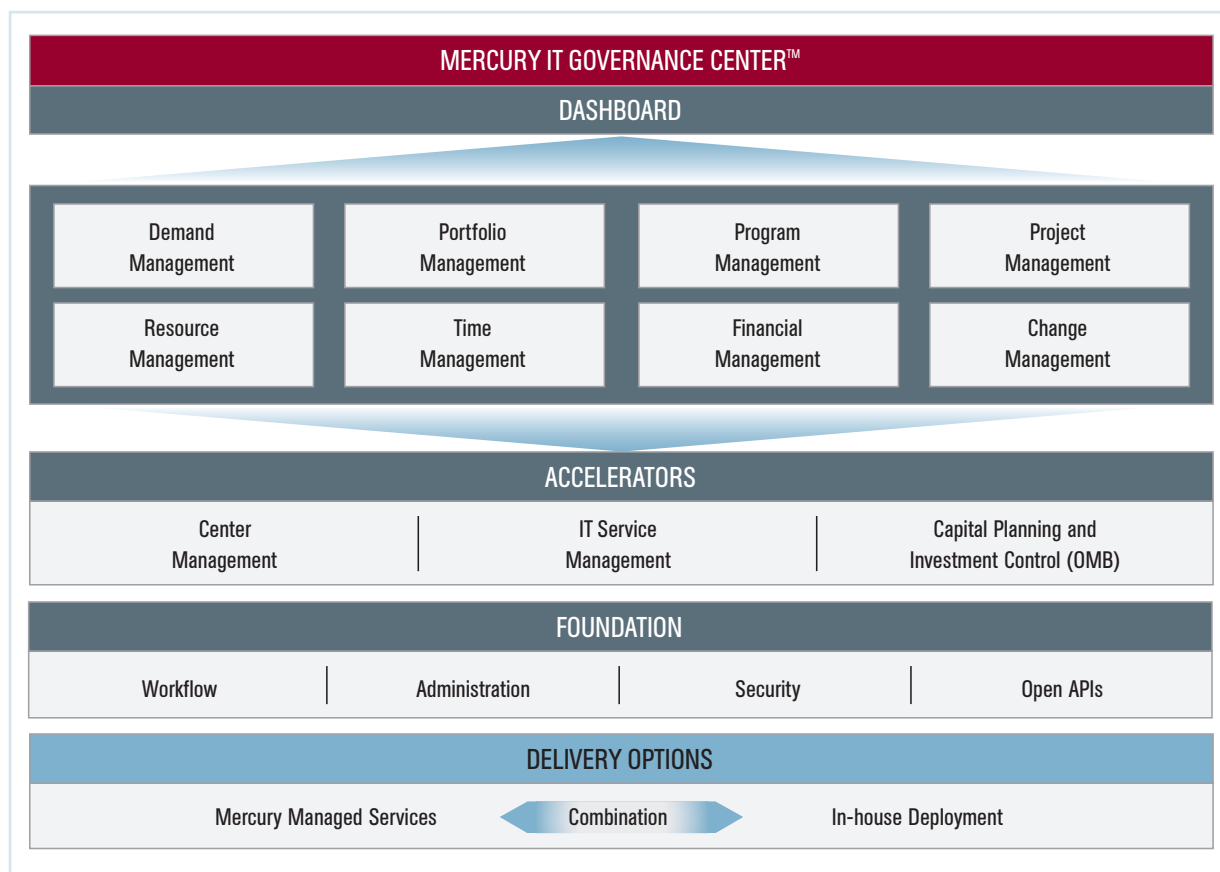 MERCURY IT GOVERNANCE CENTER™
DASHBOARD
Demand
Management
Portfolio
Management
Program
Management
Project
Management
Resource
Management
Time
Management
Financial
Management
Change
Management
ACCELERATORS
Center
Management
IT Service
Management
Capital Planning and
Investment Control (OMB)
FOUNDATION
Workflow
Administration
Security
Open APIs
DELIVERY OPTIONS
Mercury Managed Services
Combination
In-house Deployment